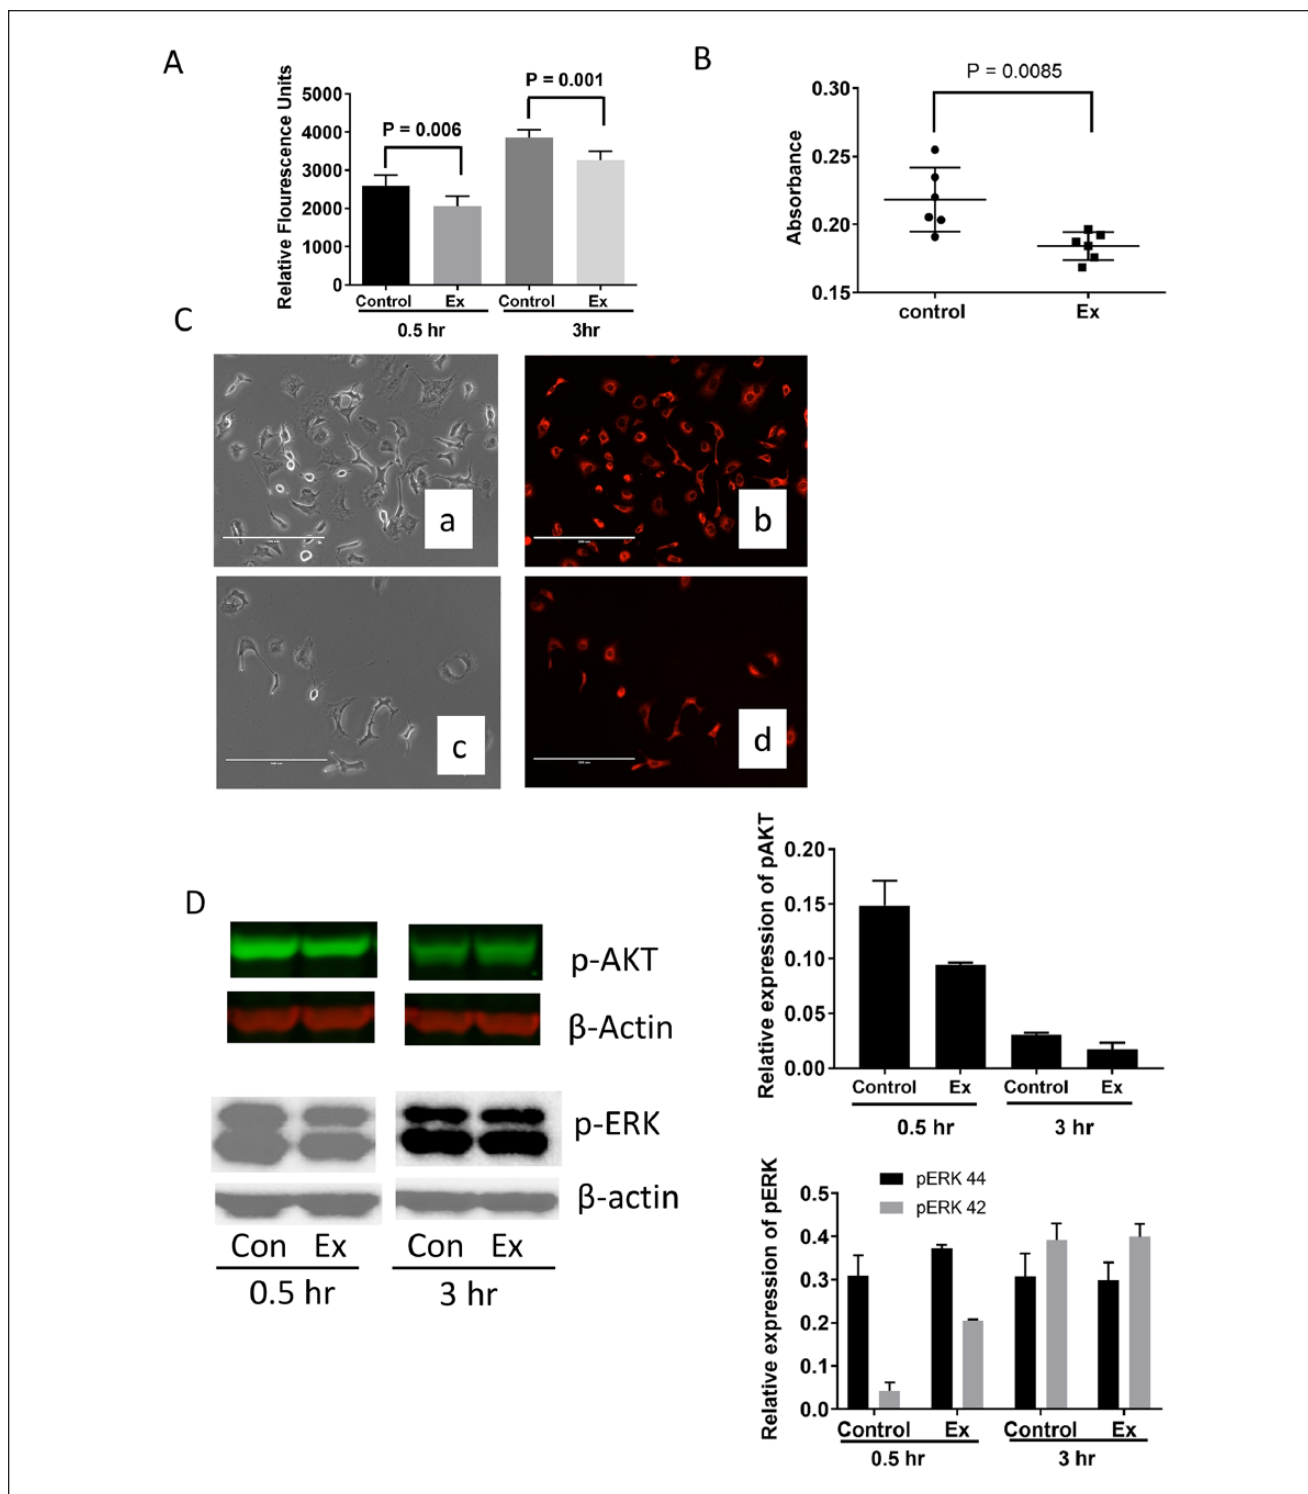 A
Relative Flourescence Units
5000
4000
3000
2000
1000
0
P = 0.006
P = 0.001
Control Ex Control Ex
0.5 hr 3hr
B
P = 0.0085
Absorbance
0.30
0.25
0.20
0.15
control Ex
C
a
b
c
d
D
p-AKT
β-Actin
p-ERK
β-actin
Con Ex Con Ex
0.5 hr 3 hr
Relative expression of pAKT
0.20
0.15
0.10
0.05
0.00
Control Ex Control Ex
0.5 hr 3 hr
Relative expression of pERK
pERK 44
pERK 42
0.5
0.4
0.3
0.2
0.1
0.0
Control Ex Control Ex
0.5 hr 3 hr